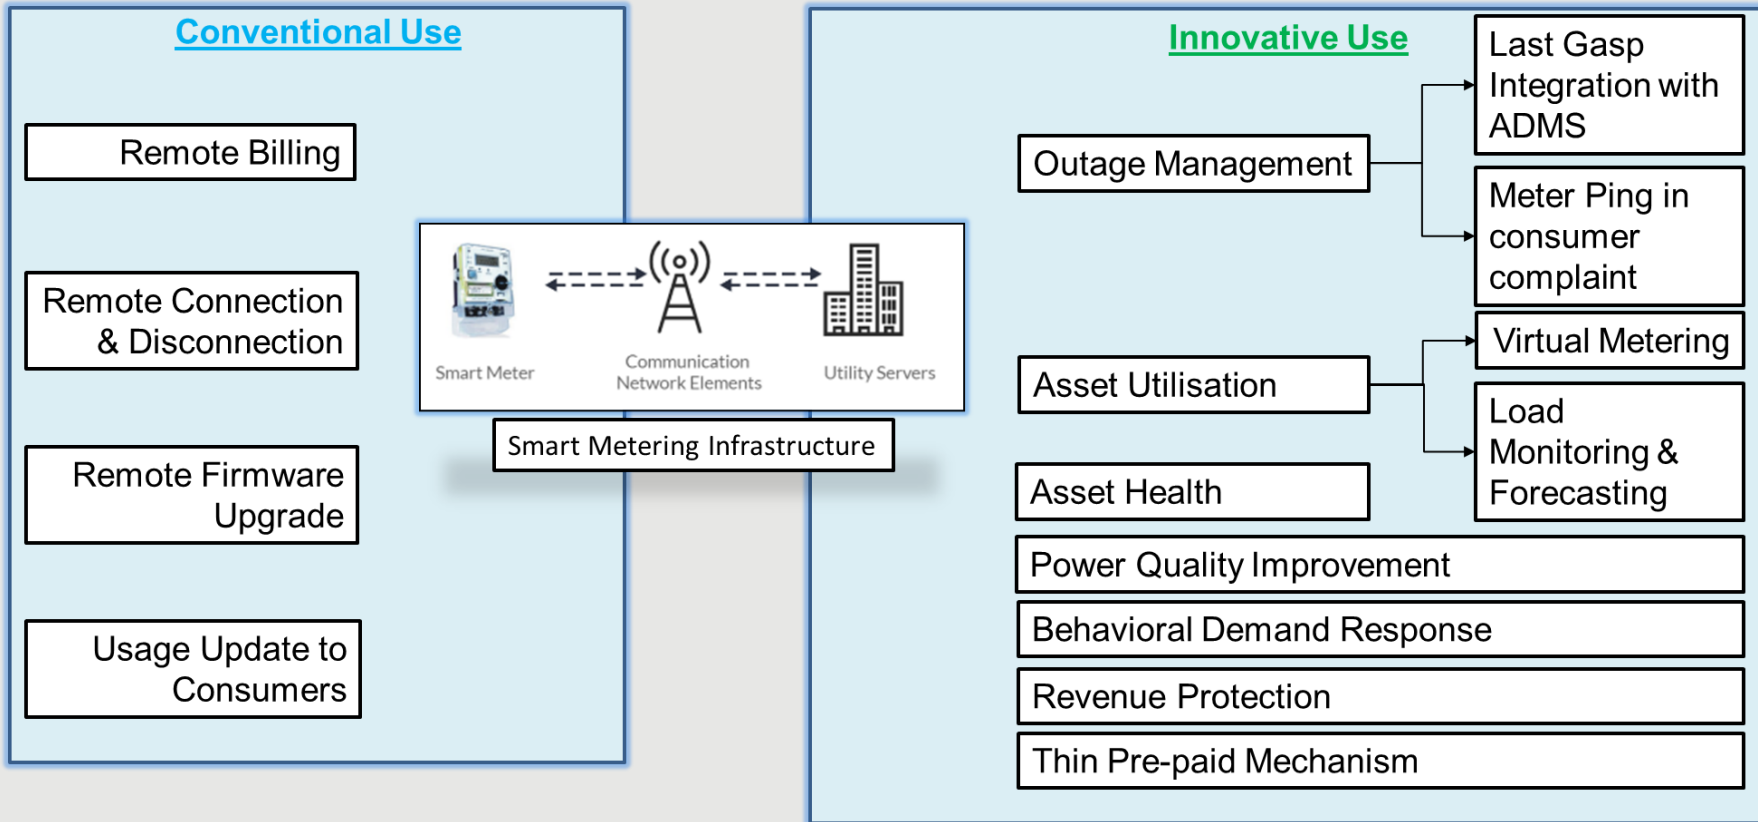 Conventional Use
Remote Billing
Remote Connection
& Disconnection
Remote Firmware
Upgrade
Usage Update to
Consumers
Smart Meter
Communication
Network Elements
Utility Servers
Smart Metering Infrastructure
Innovative Use
Outage Management
Last Gasp
Integration with
ADMS
Meter Ping in
consumer
complaint
Asset Utilisation
Virtual Metering
Load
Monitoring &
Forecasting
Asset Health
Power Quality Improvement
Behavioral Demand Response
Revenue Protection
Thin Pre-paid Mechanism